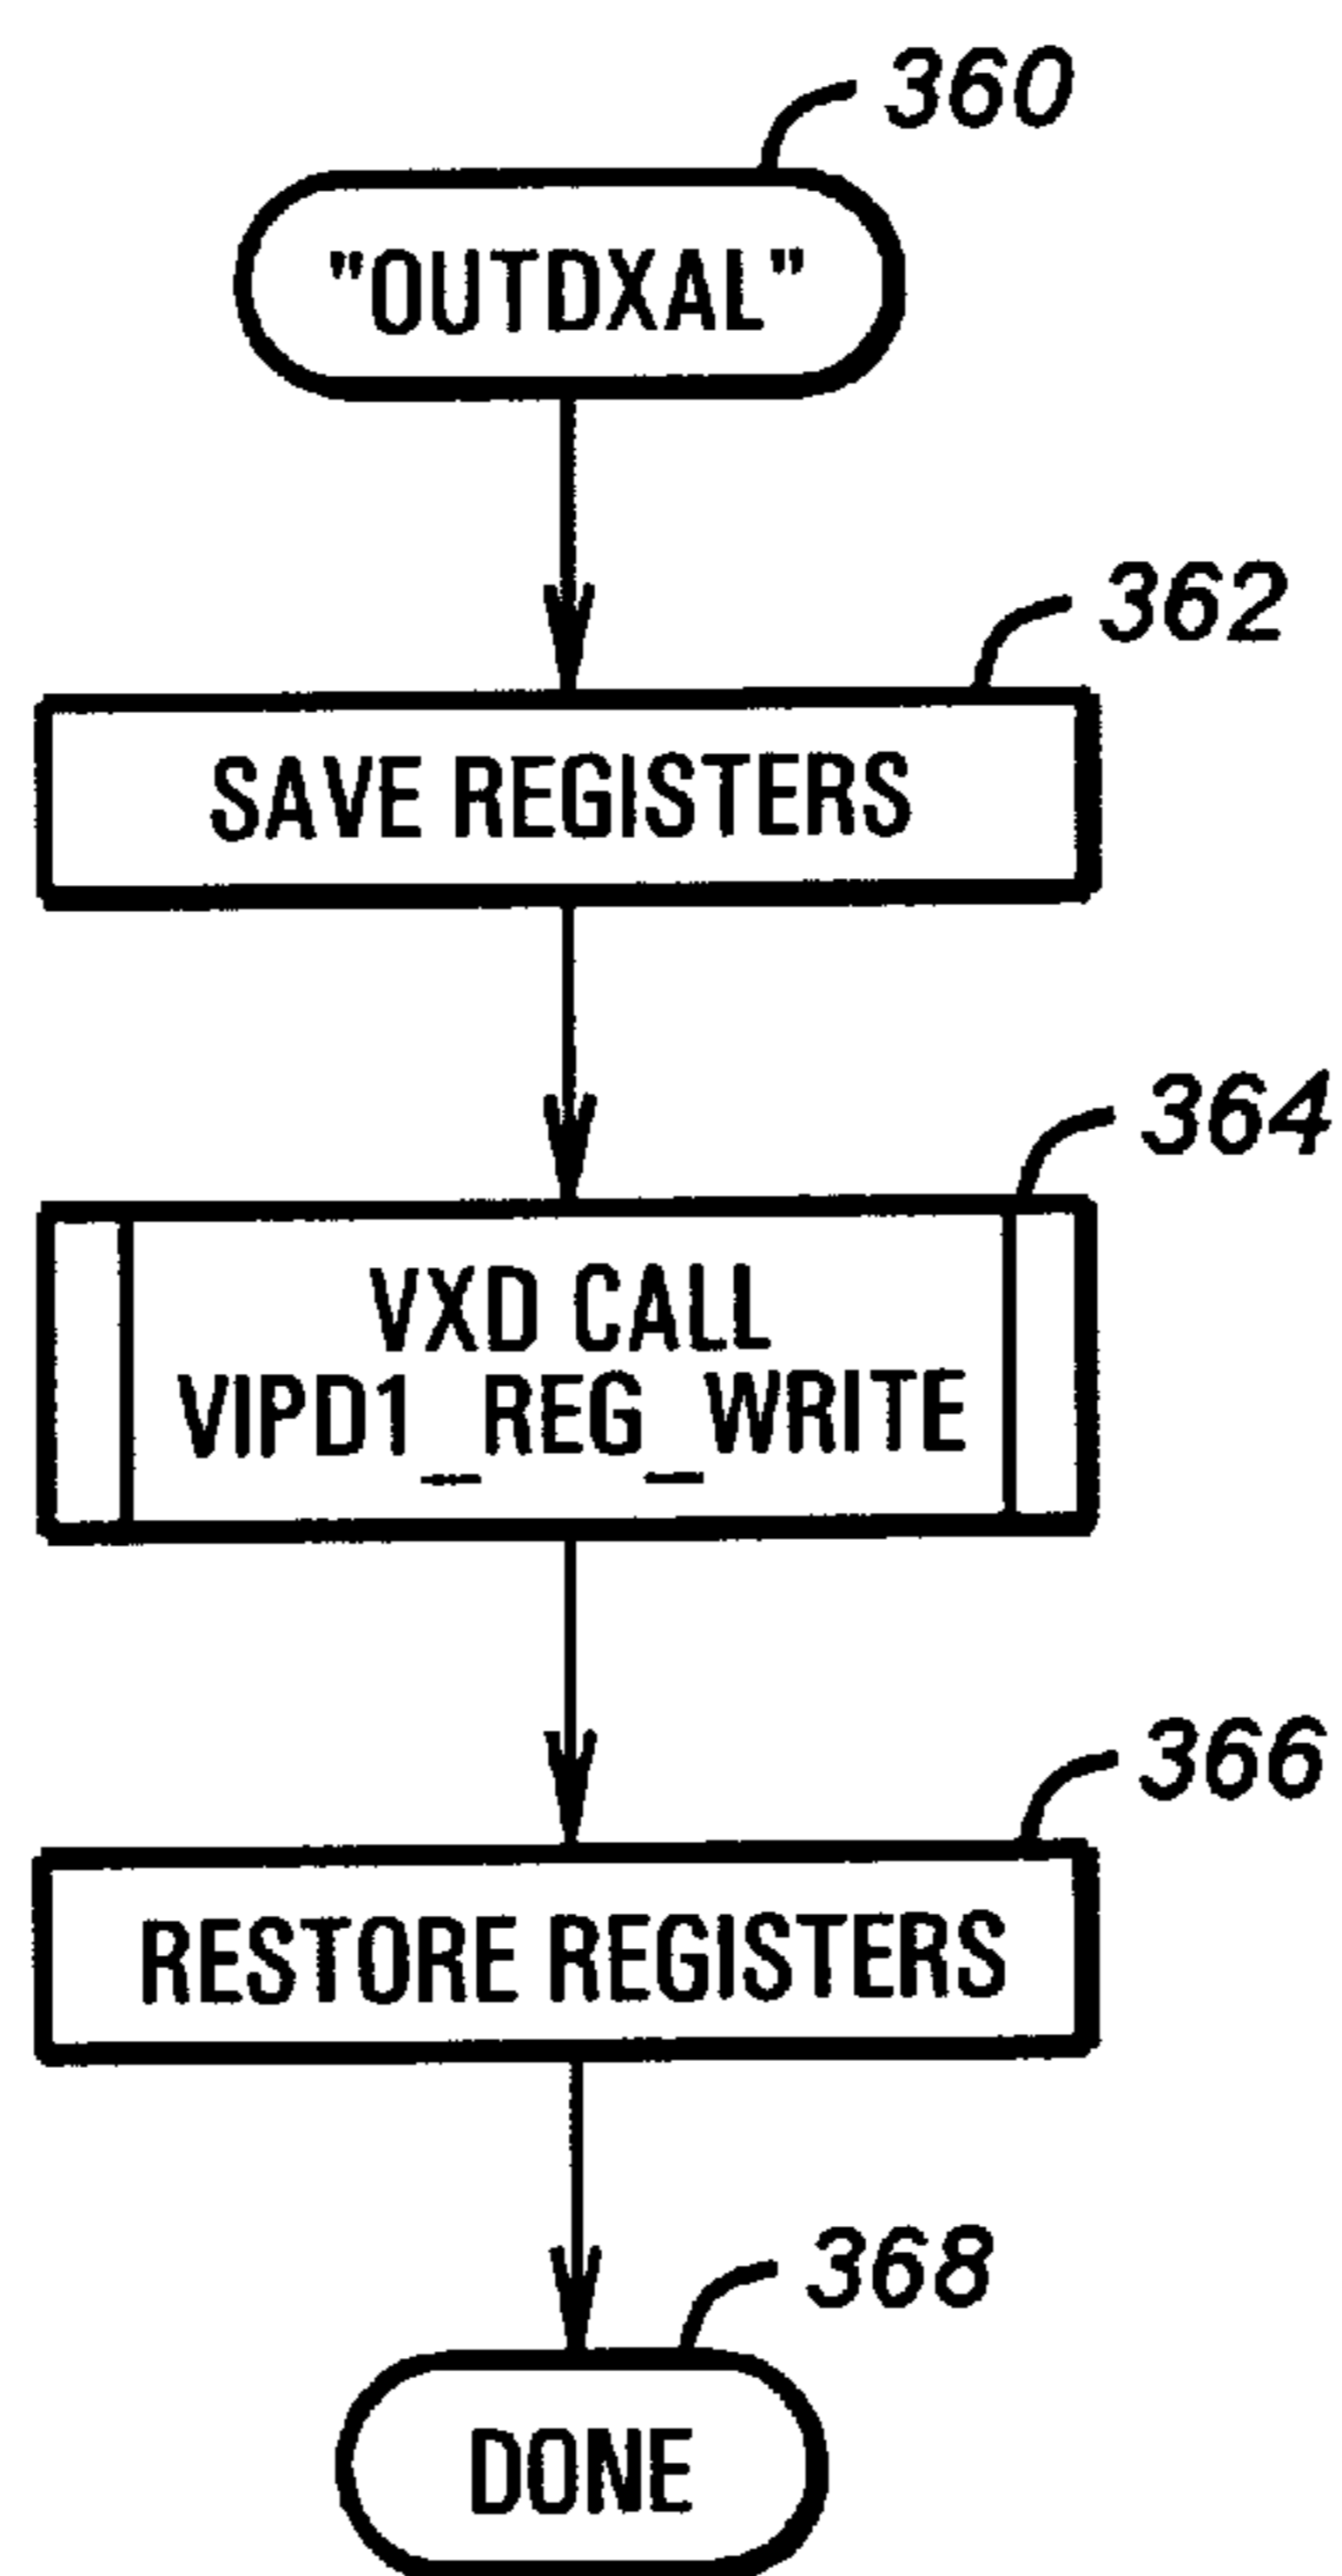 360
"OUTDXAL"
362
SAVE REGISTERS
364
VXD CALL
VIPD1_REG_WRITE
366
RESTORE REGISTERS
368
DONE